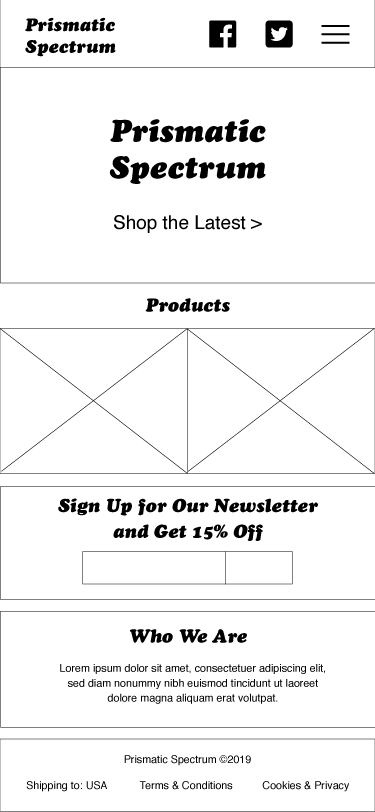 Prismatic
Spectrum
Prismatic
Spectrum
Shop the Latest >
Products
Sign Up for Our Newsletter
and Get 15% Off
Who We Are
Lorem ipsum dolor sit amet, consectetuer adipiscing elit,
sed diam nonummy nibh euismod tincidunt ut laoreet
dolore magna aliquam erat volutpat.
Prismatic Spectrum ©2019
Shipping to: USA Terms & Conditions Cookies & Privacy